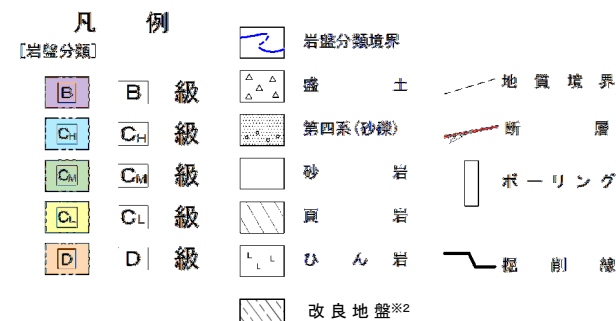 凡 例
[岩盤分類]
B B 級
CH CH 級
CM CM 級
CL CL 級
D D 級
岩盤分類境界
盛土
第四系(砂礫)
砂岩
頁岩
ひん岩
改良地盤※2
地質境界
断層
ボーリング
掘削線